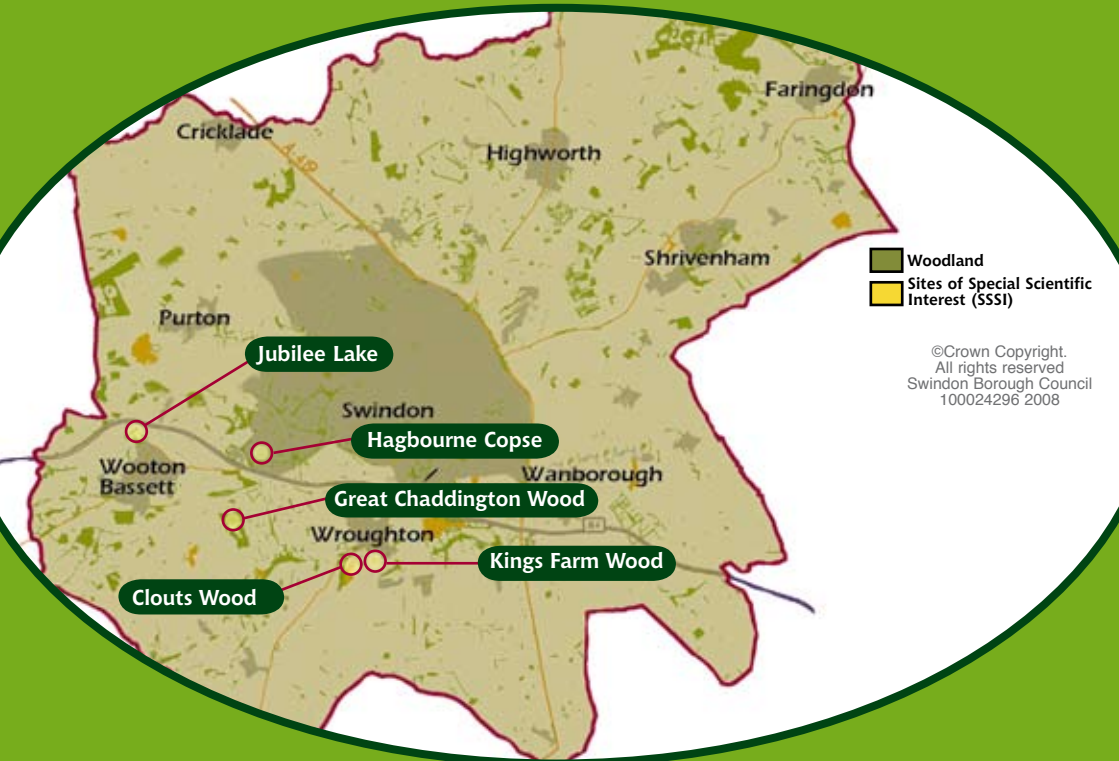 Faringdon
Cricklade
A 419
Highworth
Shrivenham
Woodland
Sites of Special Scientific
Interest (SSSI)
Purton
©Crown Copyright.
All rights reserved
Swindon Borough Council
100024296 2008
Jubilee Lake
Swindon
Hagbourne Copse
Wooton
Bassett
Wanborough
Great Chaddington Wood
Wroughton
Kings Farm Wood
Clouts Wood